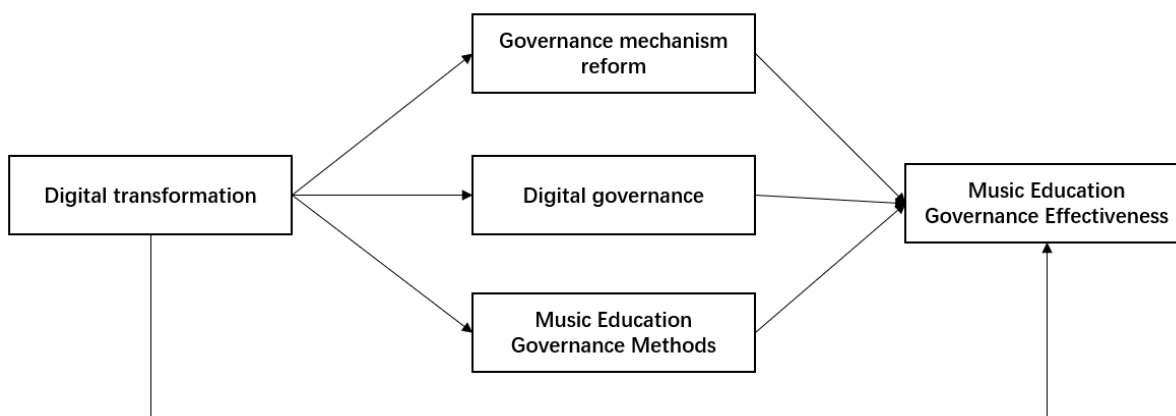 Governance mechanism
reform
Digital transformation
Digital governance
Music Education
Governance Effectiveness
Music Education
Governance Methods